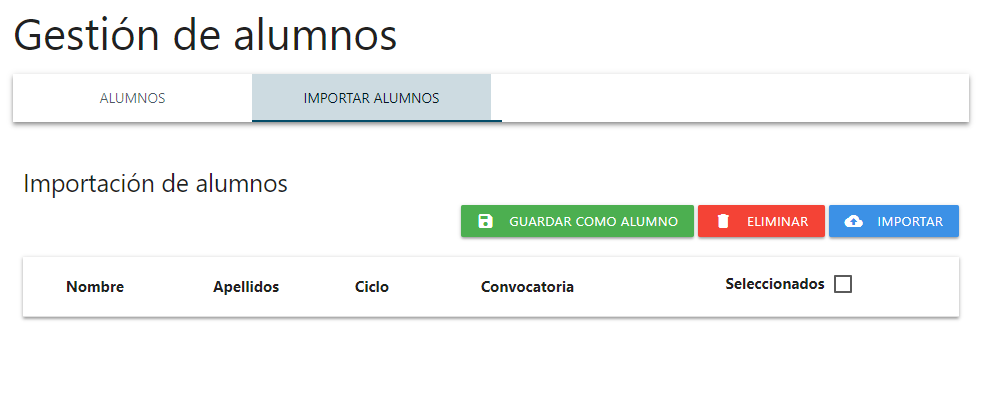 Gestión de alumnos
ALUMNOS IMPORTAR ALUMNOS
Importación de alumnos
GUARDAR COMO ALUMNO ELIMINAR IMPORTAR
Nombre Apellidos Ciclo Convocatoria Seleccionados